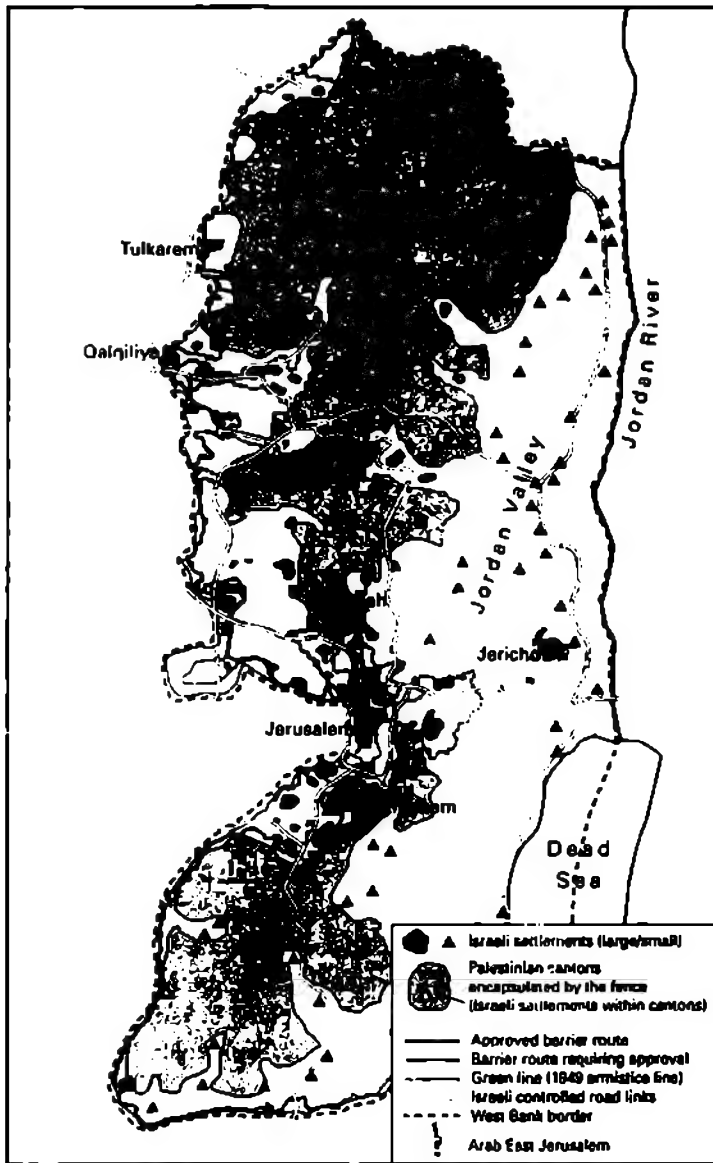 Tulkarem
Qalqiliya
Jordan River
Jordan Valley
Jericho
Jerusalem
Dead
Sea
Israeli settlements (large/small)
Palestinian cantons
encapsulated by the fence
(Israeli settlements within cantons)
Approved barrier route
Barrier route requiring approval
Green line (1949 armistice line)
Israeli controlled road links
West Bank border
Arab East Jerusalem